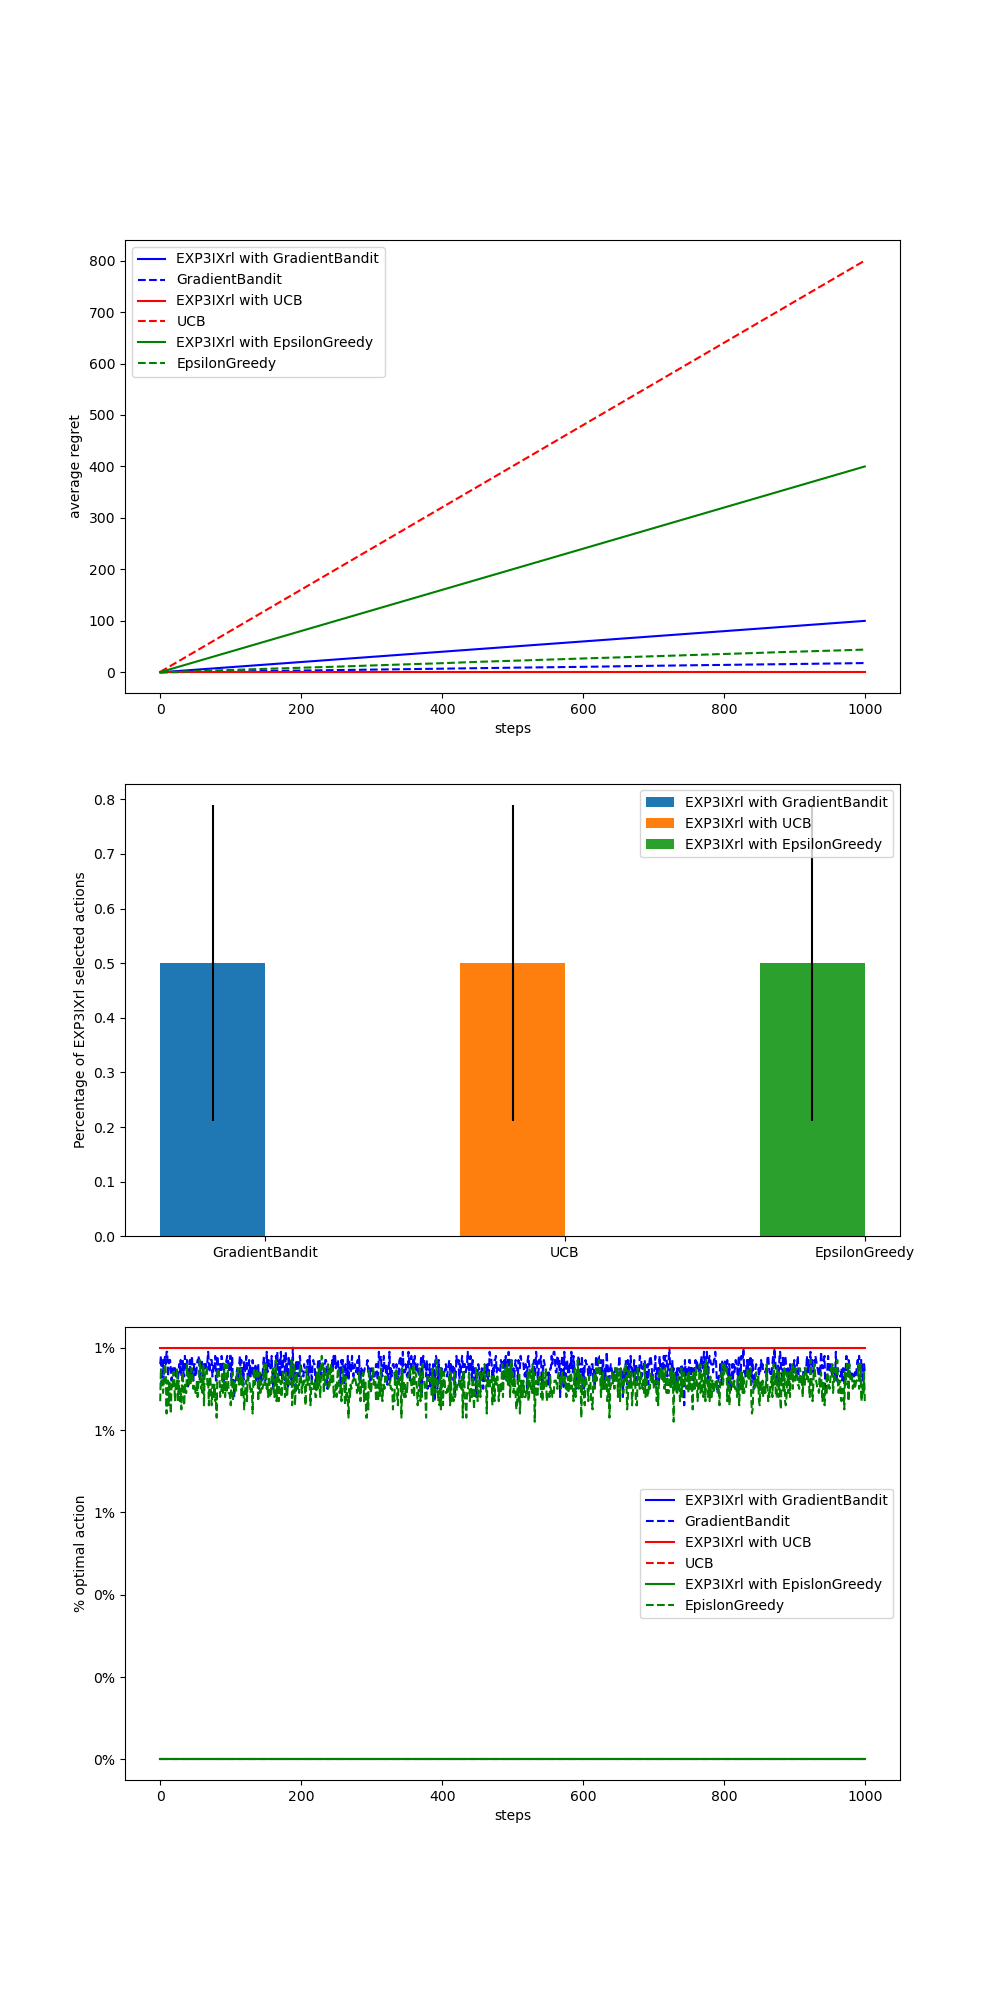 EXP3IXrl with GradientBandit
GradientBandit
EXP3IXrl with UCB
UCB
EXP3IXrl with EpsilonGreedy
EpsilonGreedy
800
700
600
500
400
300
200
100
0
average regret
0 200 400 600 800 1000
steps
EXP3IXrl with GradientBandit
EXP3IXrl with UCB
EXP3IXrl with EpsilonGreedy
0.8
0.7
0.6
0.5
0.4
0.3
0.2
0.1
0.0
Percentage of EXP3IXrl selected actions
GradientBandit UCB EpsilonGreedy
1%
1%
1%
0%
0%
0%
% optimal action
EXP3IXrl with GradientBandit
GradientBandit
EXP3IXrl with UCB
UCB
EXP3IXrl with EpislonGreedy
EpislonGreedy
0 200 400 600 800 1000
steps